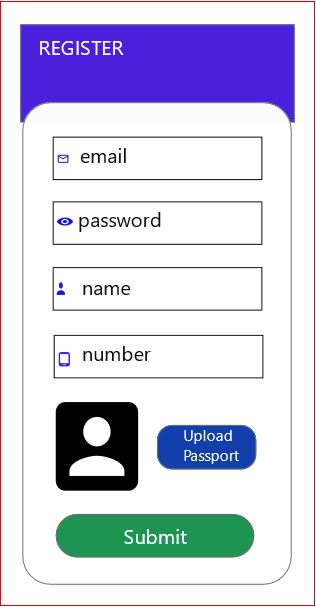 REGISTER
email
password
name
number
Upload
Passport
Submit